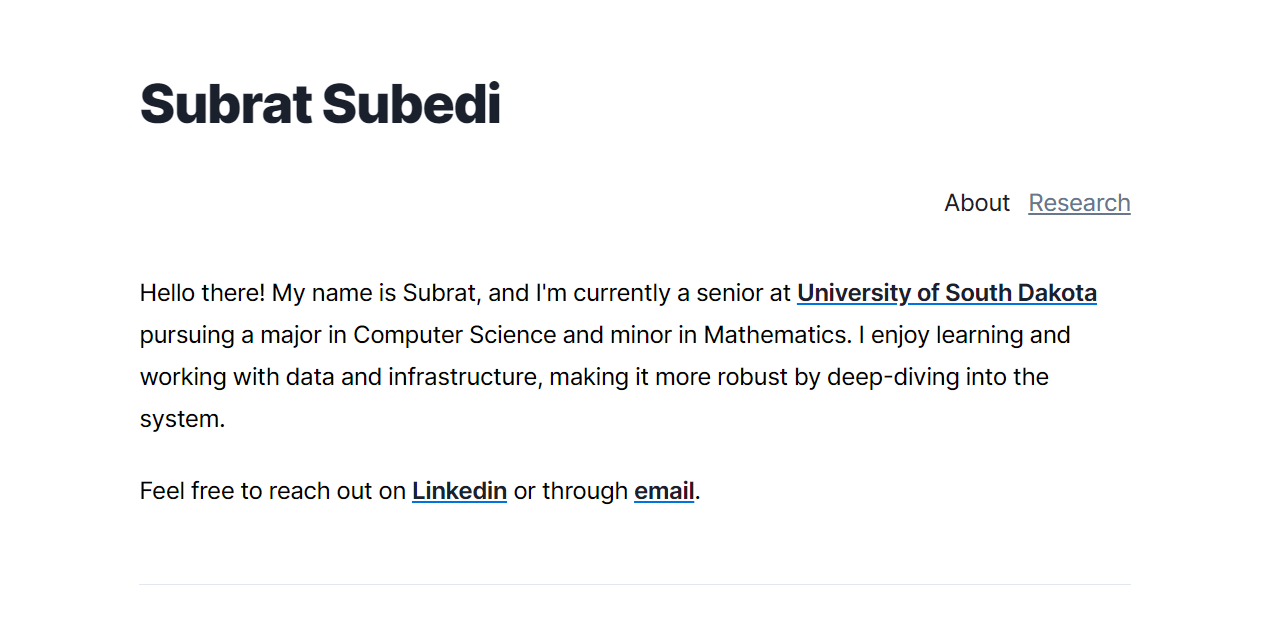 Subrat Subedi
About Research
Hello there! My name is Subrat, and I'm currently a senior at University of South Dakota
pursuing a major in Computer Science and minor in Mathematics. I enjoy learning and
working with data and infrastructure, making it more robust by deep-diving into the
system.
Feel free to reach out on Linkedin or through email.